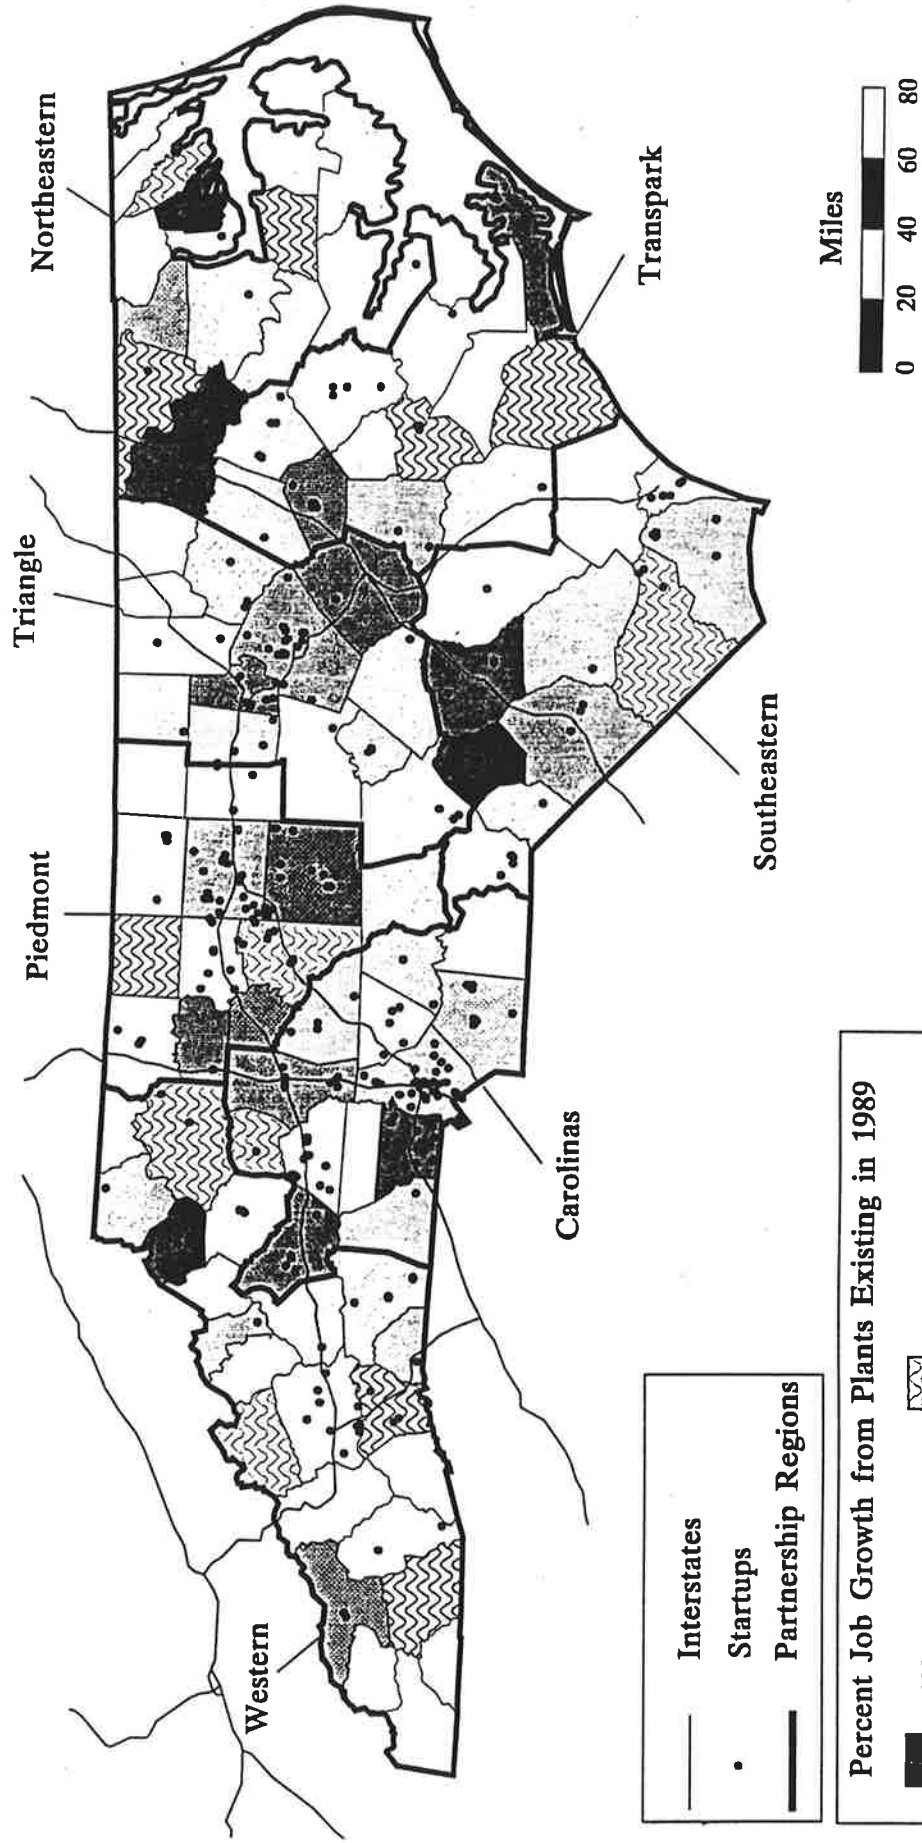 Western
Carolinas
Piedmont
Triangle
Northeastern
Southeastern
Transpark
Miles
0 20 40 60 80
Interstates
Startups
Partnership Regions
Percent Job Growth from Plants Existing in 1989